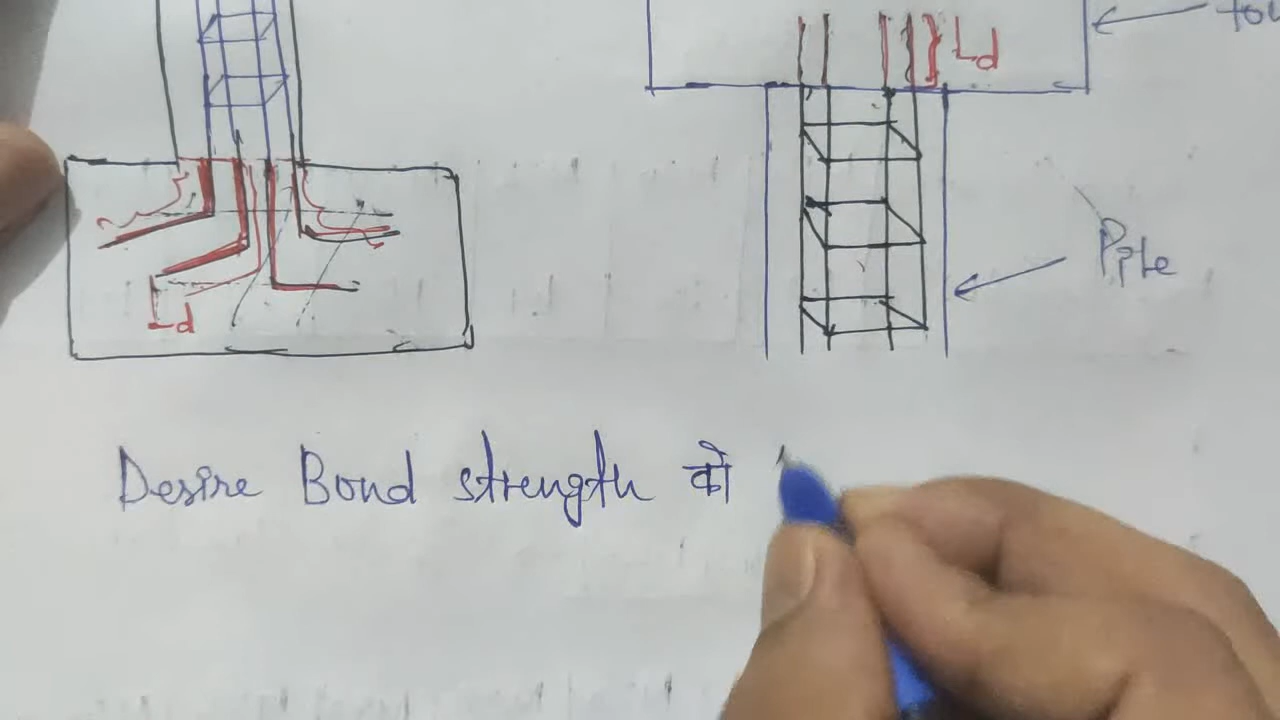 Ld
Pile
Ld
Desire Bond strength को